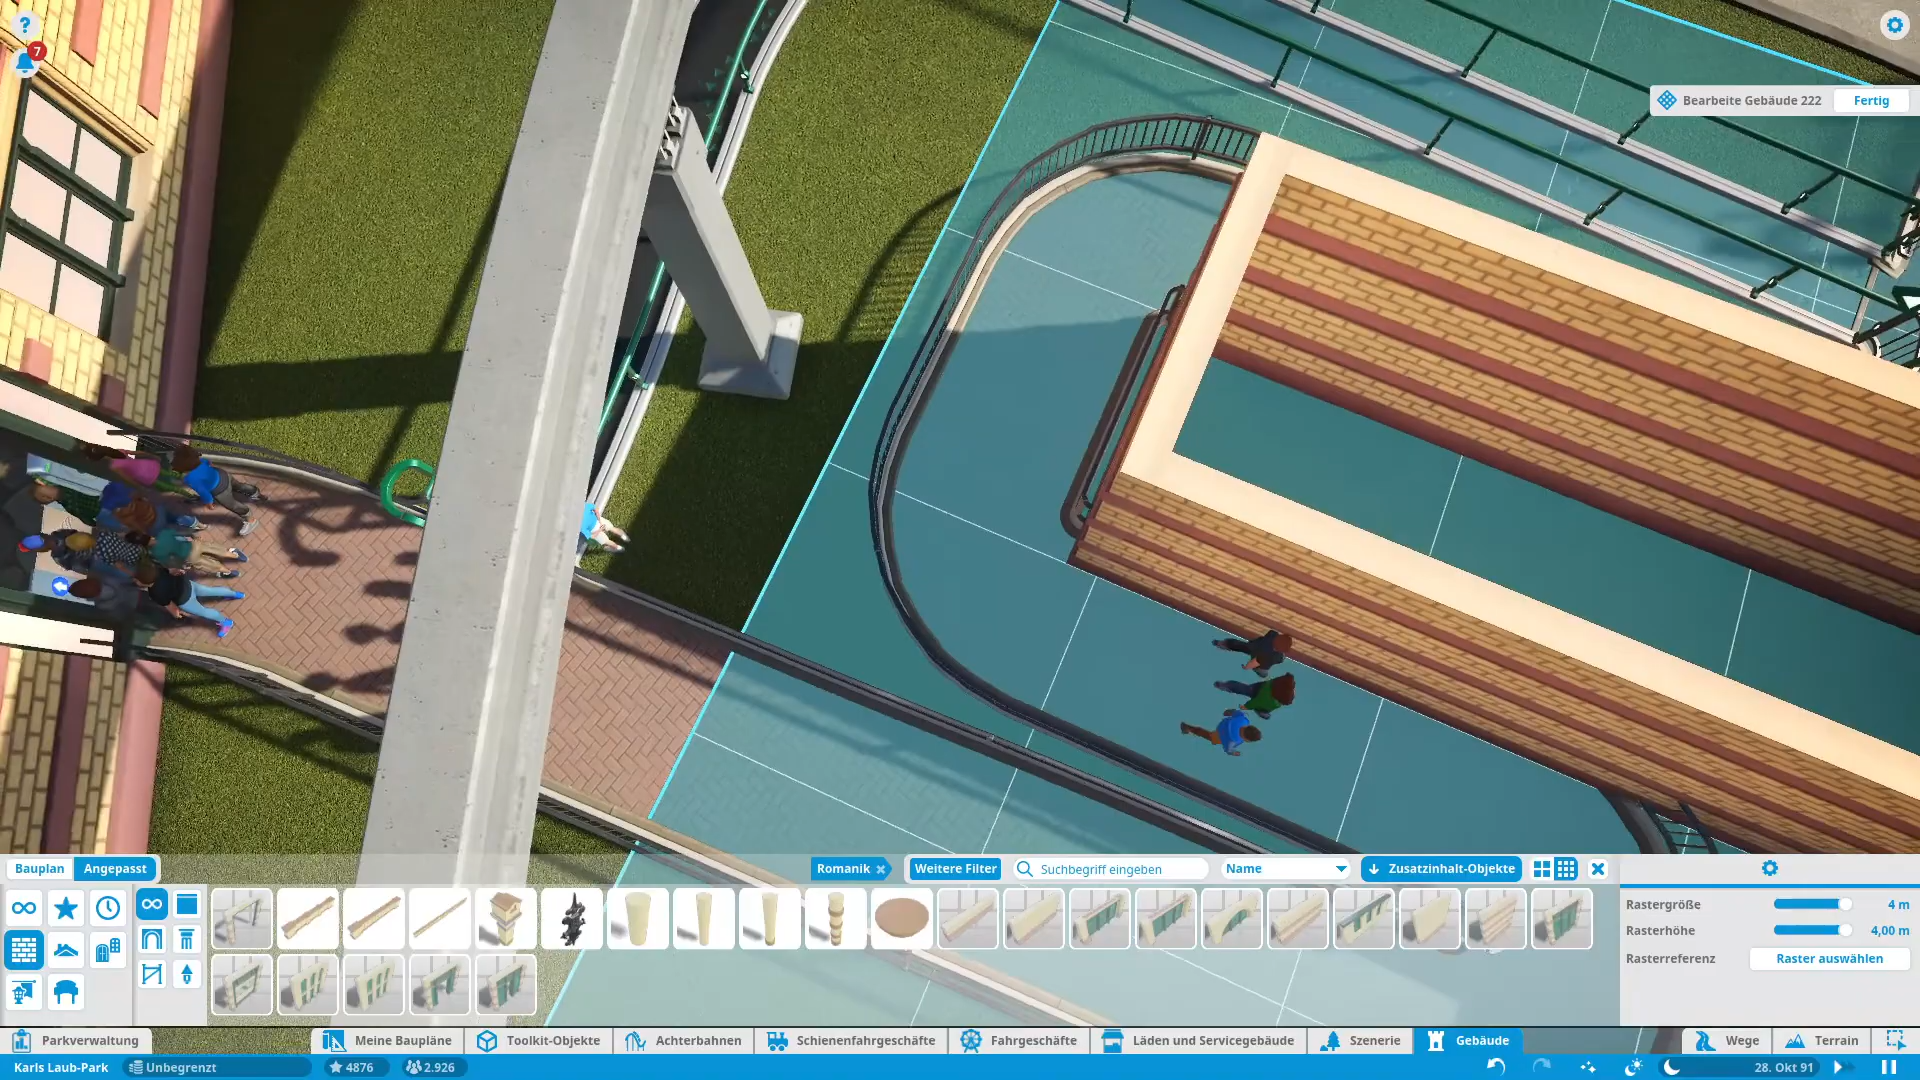 ?
7
Bearbeite Gebäude 222
Fertig
Bauplan
Angepasst
Romanik
Weitere Filter
Suchbegriff eingeben
Name
Zusatzinhalt-Objekte
Rastergröße
4 m
Rasterhöhe
4,00 m
Rasterreferenz
Raster auswählen
Parkverwaltung
Meine Baupläne
Toolkit-Objekte
Achterbahnen
Schienenfahrgeschäfte
Fahrgeschäfte
Läden und Servicegebäude
Szenerie
Gebäude
Wege
Terrain
Karls Laub-Park
Unbegrenzt
4876
2.926
28. Okt 91